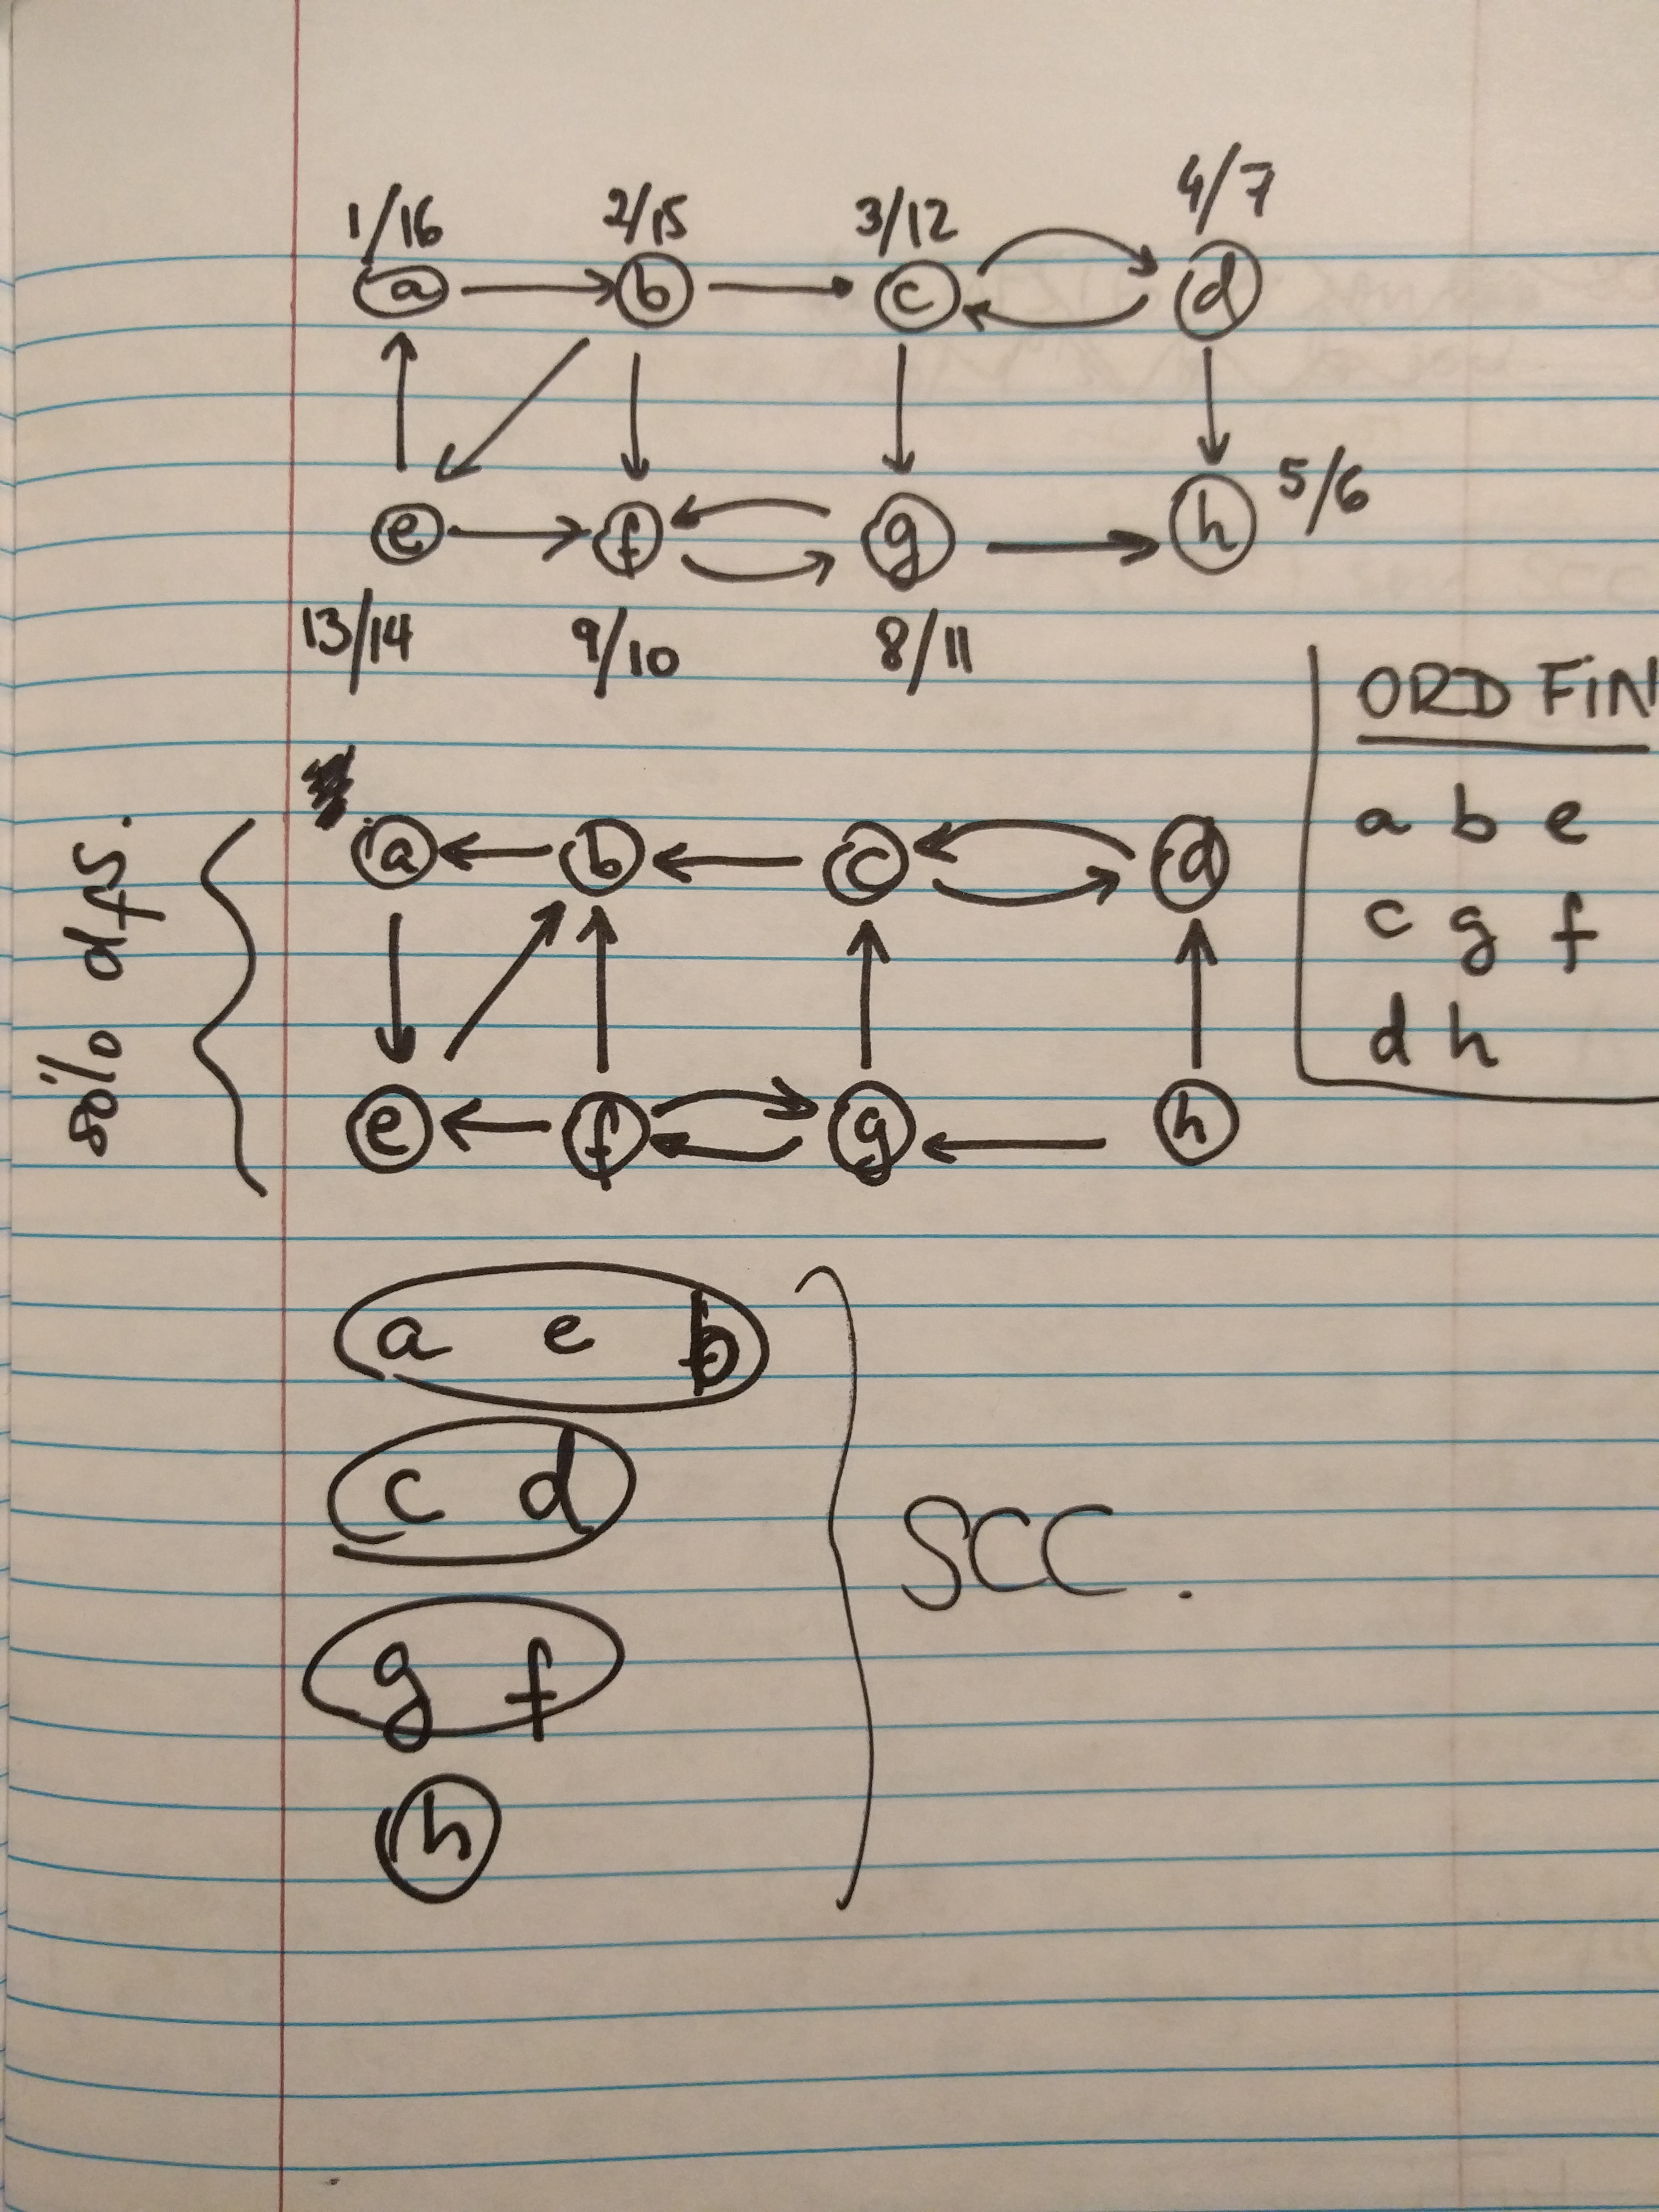 1/16 2/15 3/12 4/7
a b c d
e f g h 5/6
13/14 9/10 8/11
ORD FIN
a b e
c g f
d h
sólo dfs.
a b c d
e f g h
a e b
c d
g f
h
SCC.